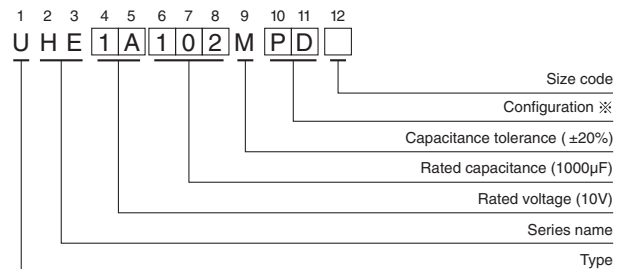 1 2 3 4 5 6 7 8 9 10 11 12
U H E 1 A 1 0 2 M P D
Size code
Configuration ※
Capacitance tolerance ( ±20%)
Rated capacitance (1000µF)
Rated voltage (10V)
Series name
Type